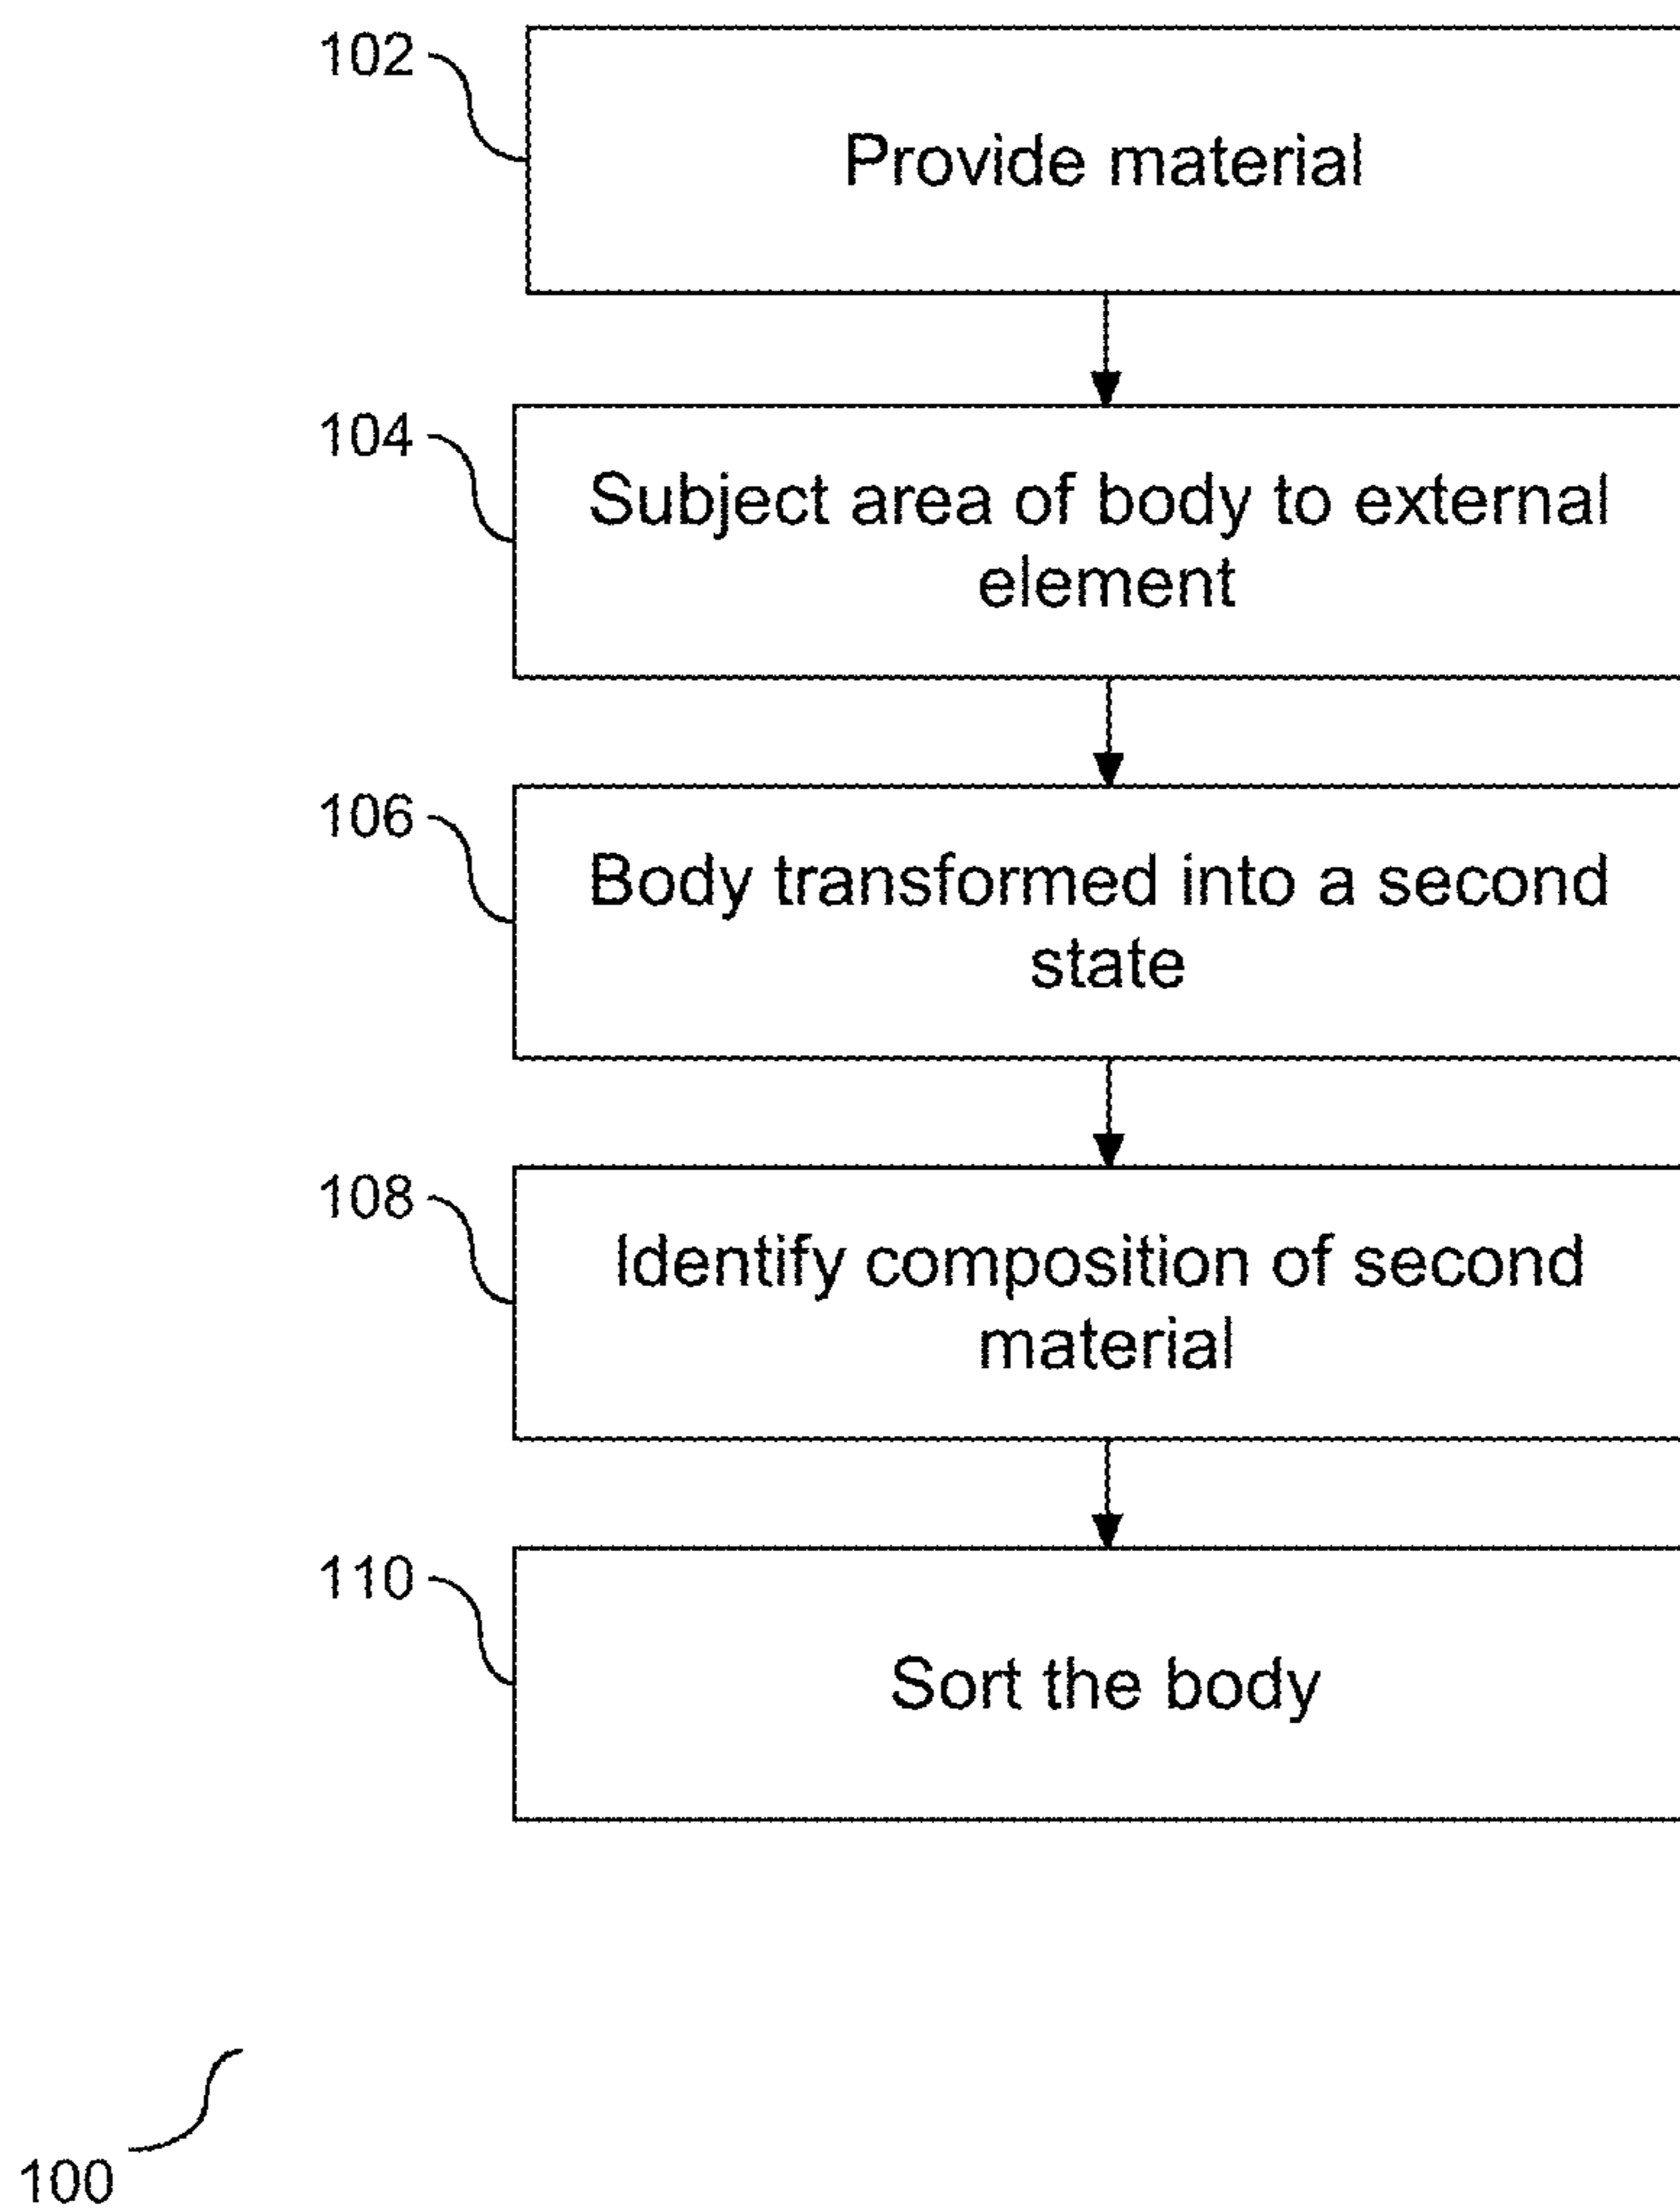 102
Provide material
104
Subject area of body to external
element
106
Body transformed into a second
state
108
Identify composition of second
material
110
Sort the body
100